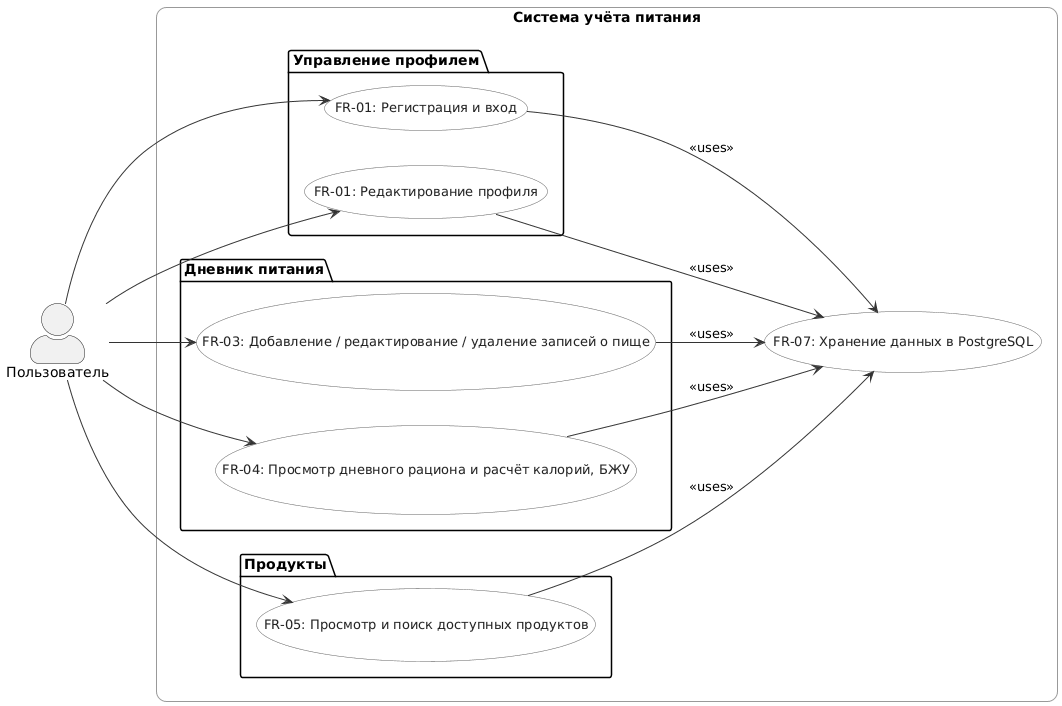 Система учёта питания
Управление профилем
FR-01: Регистрация и вход
«uses»
FR-01: Редактирование профиля
«uses»
Дневник питания
«uses»
FR-03: Добавление / редактирование / удаление записей о пище
FR-07: Хранение данных в PostgreSQL
Пользователь
«uses»
FR-04: Просмотр дневного рациона и расчёт калорий, БЖУ
«uses»
Продукты
FR-05: Просмотр и поиск доступных продуктов